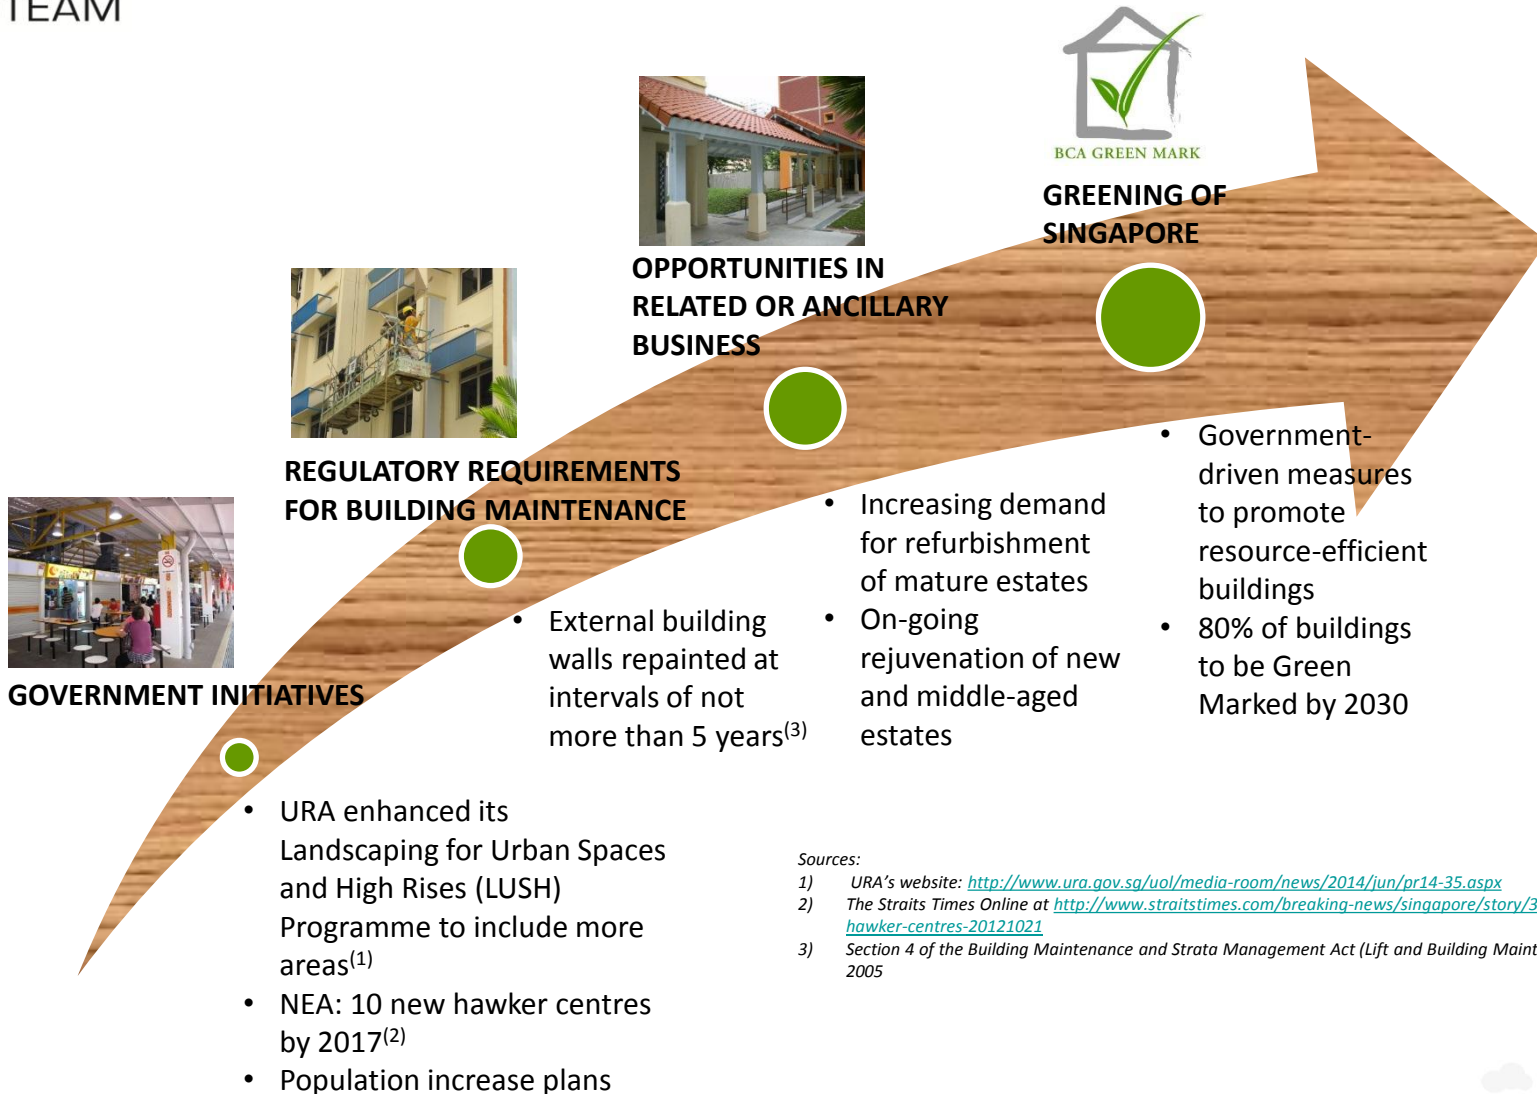 TEAM
BCA GREEN MARK
GREENING OF
SINGAPORE
OPPORTUNITIES IN
RELATED OR ANCILLARY
BUSINESS
REGULATORY REQUIREMENTS
FOR BUILDING MAINTENANCE
GOVERNMENT INITIATIVES
• URA enhanced its
Landscaping for Urban Spaces
and High Rises (LUSH)
Programme to include more
areas(1)
• NEA: 10 new hawker centres
by 2017(2)
• Population increase plans
• External building
walls repainted at
intervals of not
more than 5 years(3)
• Increasing demand
for refurbishment
of mature estates
• On-going
rejuvenation of new
and middle-aged
estates
• Government-
driven measures
to promote
resource-efficient
buildings
• 80% of buildings
to be Green
Marked by 2030
Sources:
1) URA’s website: http://www.ura.gov.sg/uol/media-room/news/2014/jun/pr14-35.aspx
2) The Straits Times Online at http://www.straitstimes.com/breaking-news/singapore/story/3
hawker-centres-20121021
3) Section 4 of the Building Maintenance and Strata Management Act (Lift and Building Maint
2005